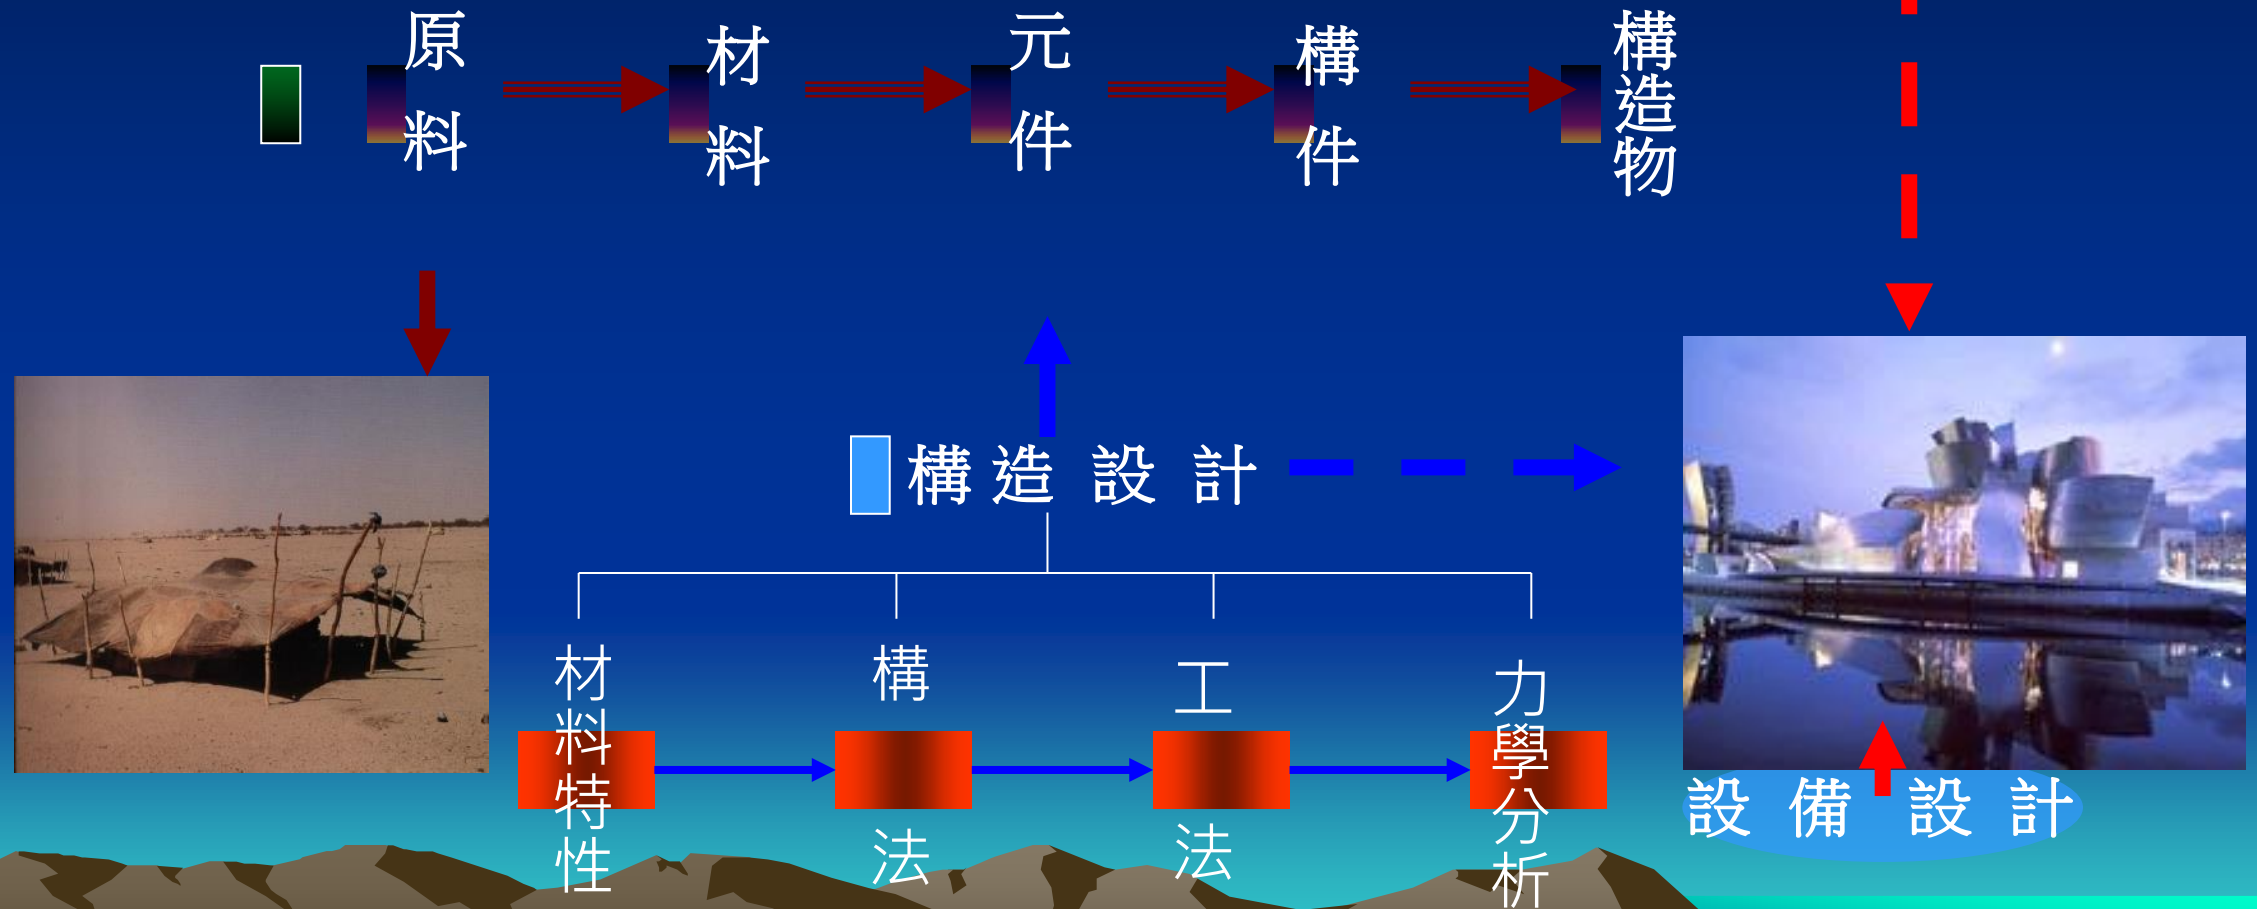 原料
材料
元件
構件
構造物
構造設計
材料特性
構法
工法
力學分析
設備設計